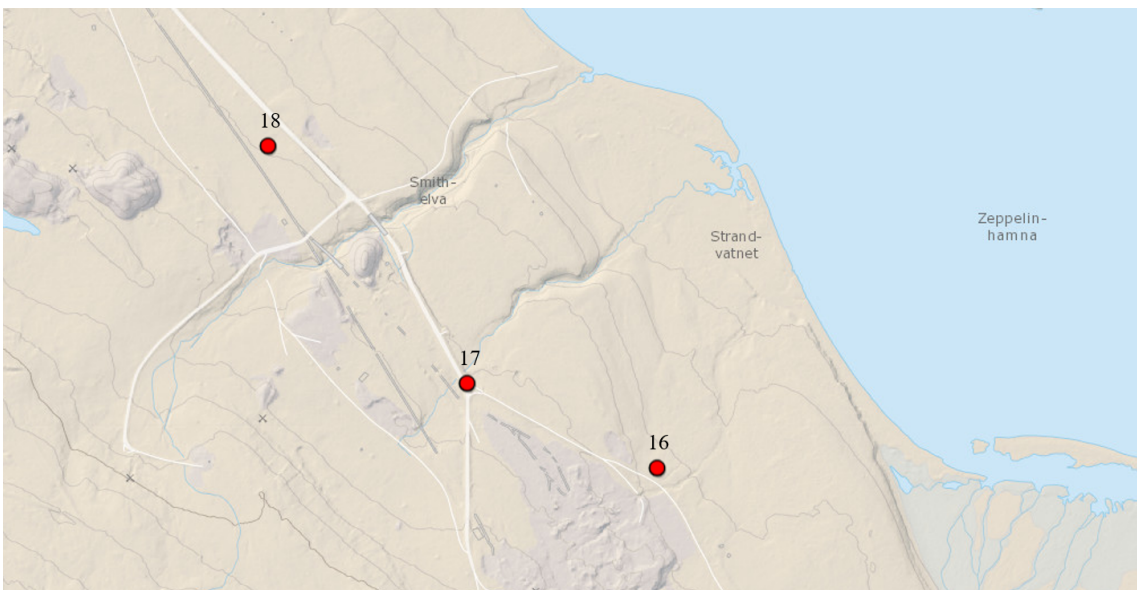 18
Smith-
elva
Zeppelin-
hamna
Strand-
vatnet
17
16